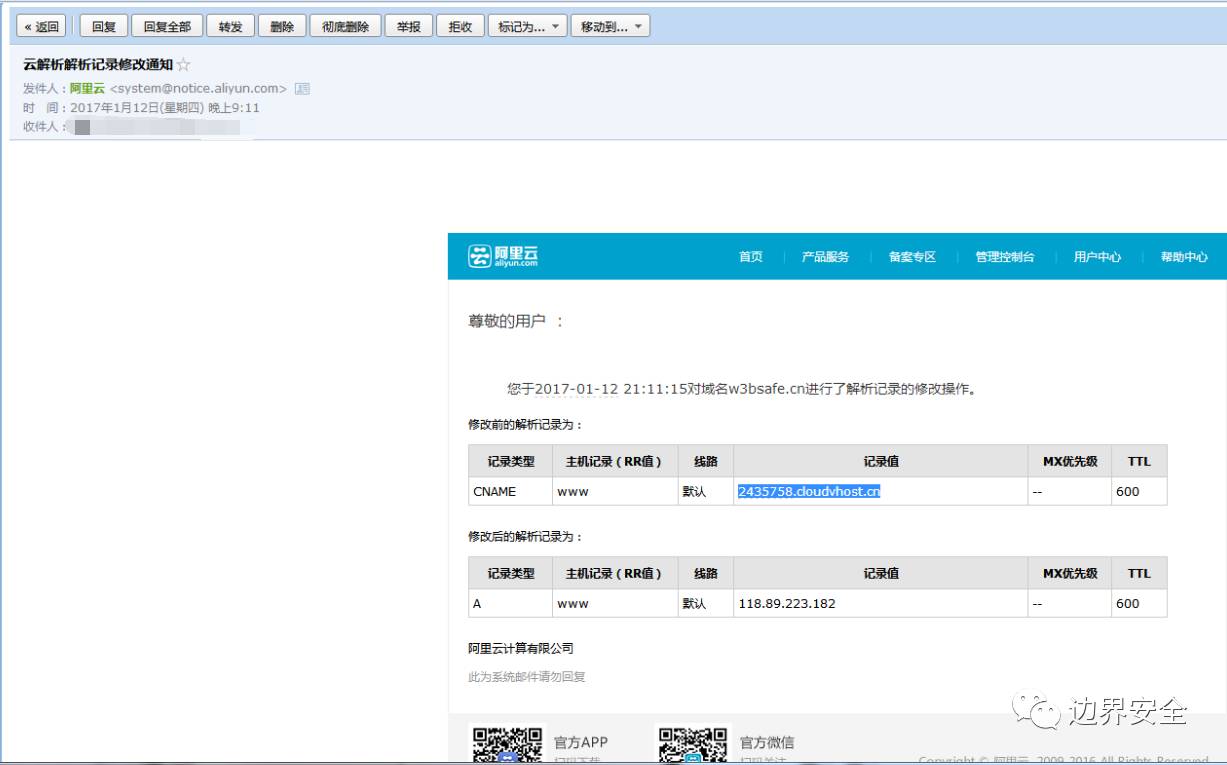 « 返回 回复 回复全部 转发 删除 彻底删除 举报 拒收 标记为... 移动到...
云解析解析记录修改通知
发件人：阿里云 <system@notice.aliyun.com>
时 间：2017年1月12日(星期四) 晚上9:11
收件人：
阿里云
aliyun.com
首页 产品服务 备案专区 管理控制台 用户中心 帮助中心
尊敬的用户 ：
您于2017-01-12 21:11:15对域名w3bsafe.cn进行了解析记录的修改操作。
修改前的解析记录为：
记录类型 主机记录（RR值） 线路 记录值 MX优先级 TTL
CNAME www 默认 2435758.cloudvhost.cn -- 600
修改后的解析记录为：
记录类型 主机记录（RR值） 线路 记录值 MX优先级 TTL
A www 默认 118.89.223.182 -- 600
阿里云计算有限公司
此为系统邮件请勿回复
边界安全
官方APP 官方微信
扫码下载 扫码关注 Copyright © 阿里云 2009-2016 All Rights Reserved